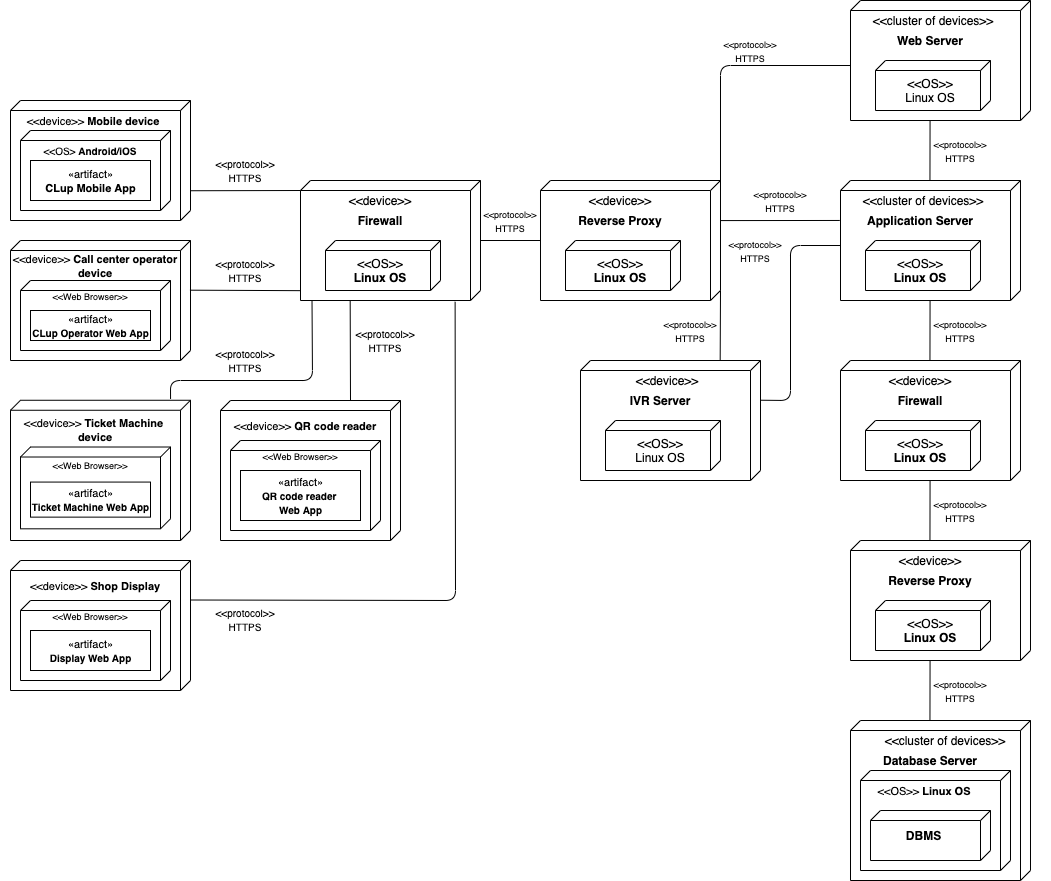 <<cluster of devices>>
Web Server
<<OS>>
Linux OS
<<protocol>>
HTTPS
<<protocol>>
HTTPS
<<device>> Mobile device
<<OS> Android/iOS
«artifact»
CLup Mobile App
<<protocol>>
HTTPS
<<device>>
Firewall
<<OS>>
Linux OS
<<protocol>>
HTTPS
<<device>>
Reverse Proxy
<<OS>>
Linux OS
<<protocol>>
HTTPS
<<protocol>>
HTTPS
<<cluster of devices>>
Application Server
<<OS>>
Linux OS
<<device>> Call center operator
device
<<Web Browser>>
«artifact»
CLup Operator Web App
<<protocol>>
HTTPS
<<protocol>>
HTTPS
<<protocol>>
HTTPS
<<protocol>>
HTTPS
<<protocol>>
HTTPS
<<device>>
IVR Server
<<OS>>
Linux OS
<<device>>
Firewall
<<OS>>
Linux OS
<<device>> Ticket Machine
device
<<Web Browser>>
«artifact»
Ticket Machine Web App
<<device>> QR code reader
<<Web Browser>>
«artifact»
QR code reader
Web App
<<protocol>>
HTTPS
<<device>>
Reverse Proxy
<<OS>>
Linux OS
<<device>> Shop Display
<<Web Browser>>
«artifact»
Display Web App
<<protocol>>
HTTPS
<<protocol>>
HTTPS
<<cluster of devices>>
Database Server
<<OS>> Linux OS
DBMS